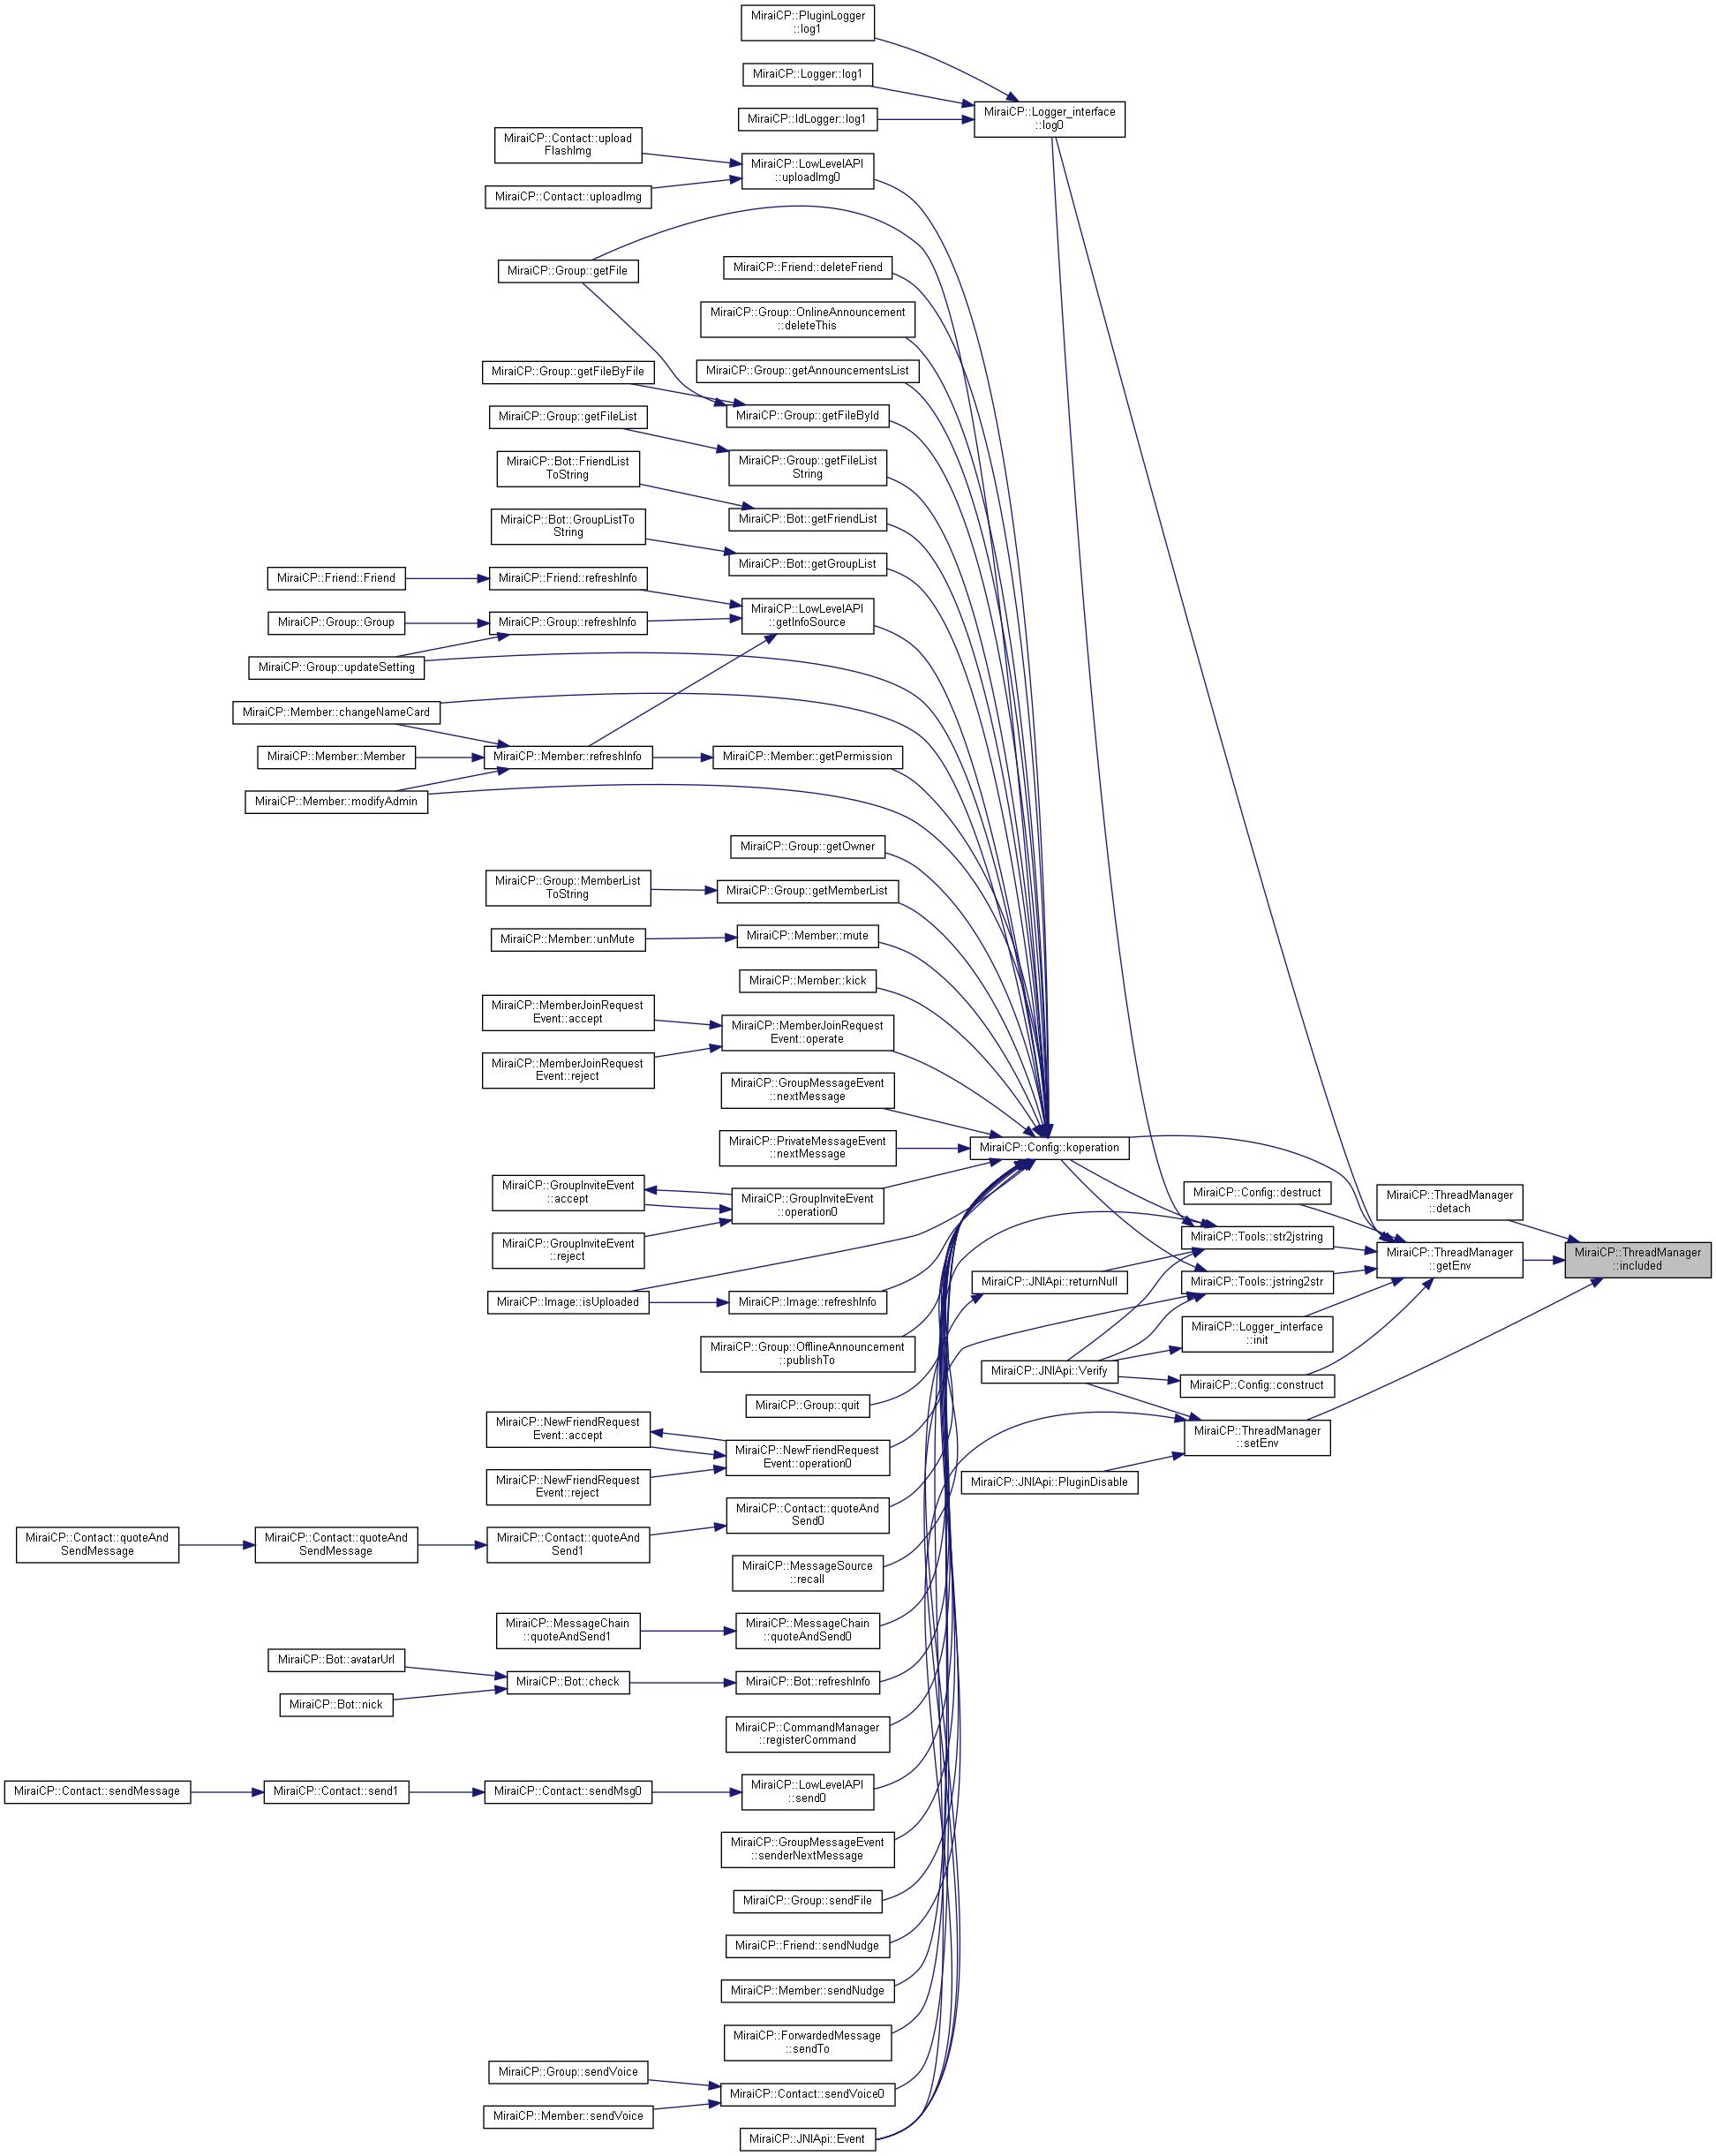 MiraiCP::PluginLogger
::log1
MiraiCP::Logger::log1
MiraiCP::Logger_interface
::log0
MiraiCP::IdLogger::log1
MiraiCP::Contact::upload
FlashImg
MiraiCP::LowLevelAPI
::uploadImg0
MiraiCP::Contact::uploadImg
MiraiCP::Group::getFile
MiraiCP::Friend::deleteFriend
MiraiCP::Group::OnlineAnnouncement
::deleteThis
MiraiCP::Group::getFileByFile
MiraiCP::Group::getAnnouncementsList
MiraiCP::Group::getFileList
MiraiCP::Group::getFileById
MiraiCP::Bot::FriendList
ToString
MiraiCP::Group::getFileList
String
MiraiCP::Bot::GroupListTo
String
MiraiCP::Bot::getFriendList
MiraiCP::Bot::getGroupList
MiraiCP::Friend::Friend
MiraiCP::Friend::refreshInfo
MiraiCP::LowLevelAPI
::getInfoSource
MiraiCP::Group::Group
MiraiCP::Group::refreshInfo
MiraiCP::Group::updateSetting
MiraiCP::Member::changeNameCard
MiraiCP::Member::Member
MiraiCP::Member::refreshInfo
MiraiCP::Member::getPermission
MiraiCP::Member::modifyAdmin
MiraiCP::Group::getOwner
MiraiCP::Group::MemberList
ToString
MiraiCP::Group::getMemberList
MiraiCP::Member::unMute
MiraiCP::Member::mute
MiraiCP::Member::kick
MiraiCP::MemberJoinRequest
Event::accept
MiraiCP::MemberJoinRequest
Event::operate
MiraiCP::MemberJoinRequest
Event::reject
MiraiCP::GroupMessageEvent
::nextMessage
MiraiCP::PrivateMessageEvent
::nextMessage
MiraiCP::Config::koperation
MiraiCP::GroupInviteEvent
::accept
MiraiCP::GroupInviteEvent
::operation0
MiraiCP::Config::destruct
MiraiCP::ThreadManager
::detach
MiraiCP::GroupInviteEvent
::reject
MiraiCP::Tools::str2jstring
MiraiCP::ThreadManager
::getEnv
MiraiCP::ThreadManager
::included
MiraiCP::JNIApi::returnNull
MiraiCP::Tools::jstring2str
MiraiCP::Image::isUploaded
MiraiCP::Image::refreshInfo
MiraiCP::Logger_interface
::init
MiraiCP::Group::OfflineAnnouncement
::publishTo
MiraiCP::JNIApi::Verify
MiraiCP::Config::construct
MiraiCP::Group::quit
MiraiCP::NewFriendRequest
Event::accept
MiraiCP::ThreadManager
::setEnv
MiraiCP::NewFriendRequest
Event::operation0
MiraiCP::NewFriendRequest
Event::reject
MiraiCP::JNIApi::PluginDisable
MiraiCP::Contact::quoteAnd
Send0
MiraiCP::Contact::quoteAnd
SendMessage
MiraiCP::Contact::quoteAnd
SendMessage
MiraiCP::Contact::quoteAnd
Send1
MiraiCP::MessageSource
::recall
MiraiCP::MessageChain
::quoteAndSend1
MiraiCP::MessageChain
::quoteAndSend0
MiraiCP::Bot::avatarUrl
MiraiCP::Bot::check
MiraiCP::Bot::refreshInfo
MiraiCP::Bot::nick
MiraiCP::CommandManager
::registerCommand
MiraiCP::Contact::sendMessage
MiraiCP::Contact::send1
MiraiCP::Contact::sendMsg0
MiraiCP::LowLevelAPI
::send0
MiraiCP::GroupMessageEvent
::senderNextMessage
MiraiCP::Group::sendFile
MiraiCP::Friend::sendNudge
MiraiCP::Member::sendNudge
MiraiCP::ForwardedMessage
::sendTo
MiraiCP::Group::sendVoice
MiraiCP::Contact::sendVoice0
MiraiCP::Member::sendVoice
MiraiCP::JNIApi::Event